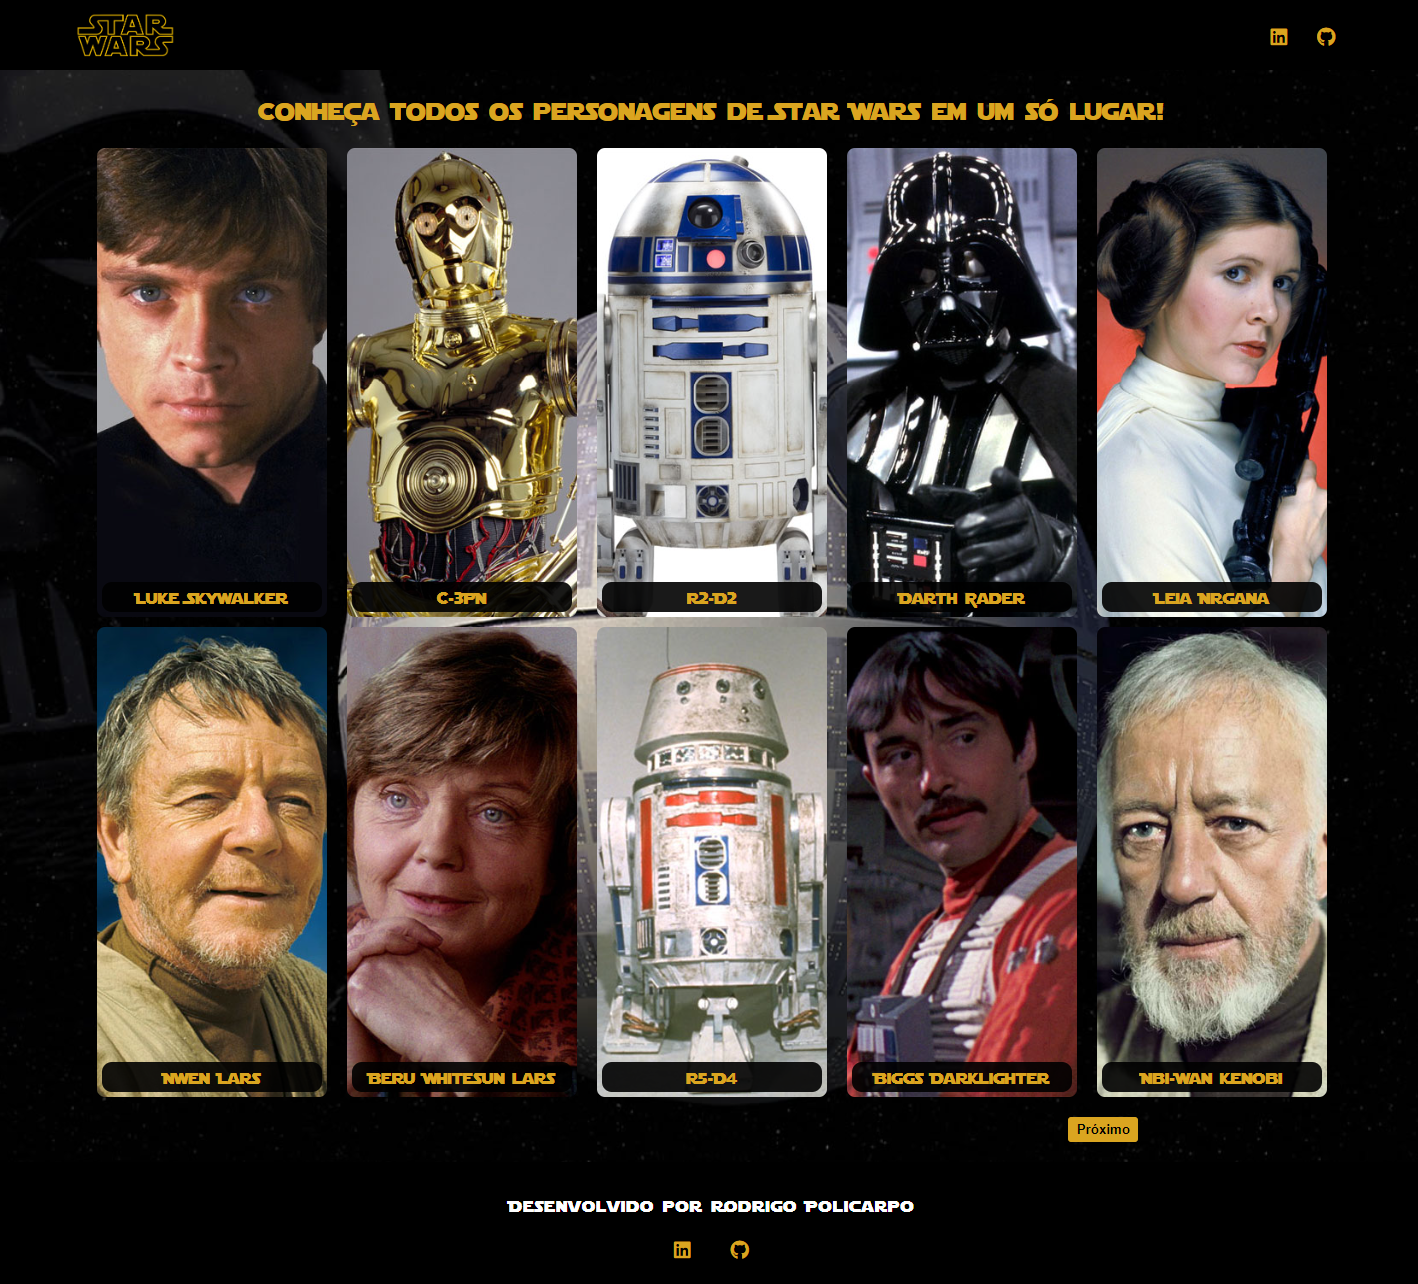 STAR
WARS
Conheça todos os personagens de Star Wars em um só lugar!
Luke Skywalker
C-3PN
R2-D2
Darth Rader
Leia Nrgana
Nwen Lars
Beru Whitesun lars
R5-D4
Biggs Darklighter
Nbi-Wan Kenobi
Próximo
Desenvolvido por Rodrigo Policarpo